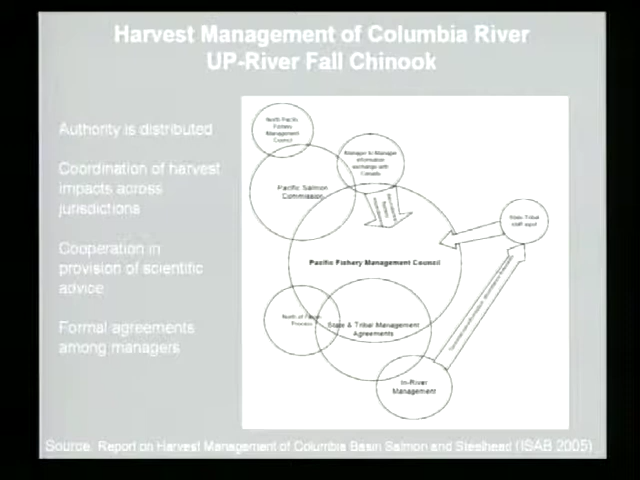 Harvest Management of Columbia River
UP-River Fall Chinook
Authority is distributed
Coordination of harvest
impacts across
jurisdictions
Cooperation in
provision of scientific
advice
Formal agreements
among managers
North Pacific
Fishery
Management
Council
Manager to Manager
information
exchange with
Canada
Pacific Salmon
Commission
State Tribal
staff input
Pacific Fishery Management Council
North of Falcon
Process
State & Tribal Management
Agreements
In-River
Management
Source: Report on Harvest Management of Columbia Basin Salmon and Steelhead (ISAB 2005)